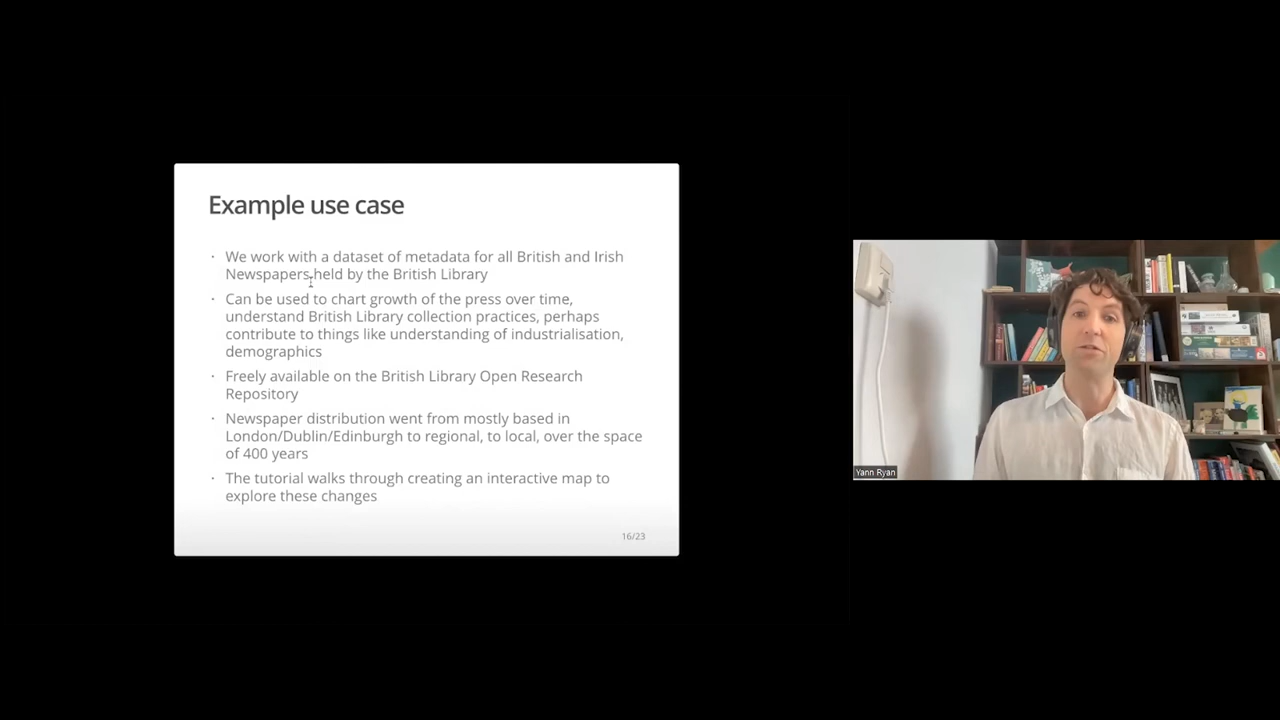 Example use case
· We work with a dataset of metadata for all British and Irish
Newspapers held by the British Library
· Can be used to chart growth of the press over time,
understand British Library collection practices, perhaps
contribute to things like understanding of industrialisation,
demographics
· Freely available on the British Library Open Research
Repository
· Newspaper distribution went from mostly based in
London/Dublin/Edinburgh to regional, to local, over the space
of 400 years
· The tutorial walks through creating an interactive map to
explore these changes
16/23
Yann Ryan